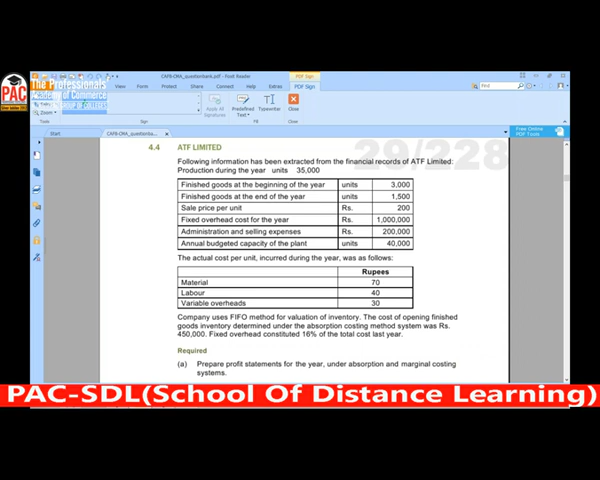 CAFB-CMA_questionbank.pdf - Foxit Reader
PDF Sign
PAC
The Professionals'
Academy of Commerce
GROUP OF COLLEGES
View
Form
Protect
Share
Connect
Help
Extras
PDF Sign
Find
Zoom
Apply All
Signatures
Predefined
Text
Typewriter
Close
Tools
Sign
Fill
Close
Start
CAFB-CMA_questionba...
Free Online
PDF Tools
29/228
4.4 ATF LIMITED
Following information has been extracted from the financial records of ATF Limited:
Production during the year units 35,000
Finished goods at the beginning of the year units 3,000
Finished goods at the end of the year units 1,500
Sale price per unit Rs. 200
Fixed overhead cost for the year Rs. 1,000,000
Administration and selling expenses Rs. 200,000
Annual budgeted capacity of the plant units 40,000
The actual cost per unit, incurred during the year, was as follows:
Rupees
Material 70
Labour 40
Variable overheads 30
Company uses FIFO method for valuation of inventory. The cost of opening finished
goods inventory determined under the absorption costing method system was Rs.
450,000. Fixed overhead constituted 16% of the total cost last year.
Required
(a) Prepare profit statements for the year, under absorption and marginal costing
systems.
PAC-SDL(School Of Distance Learning)